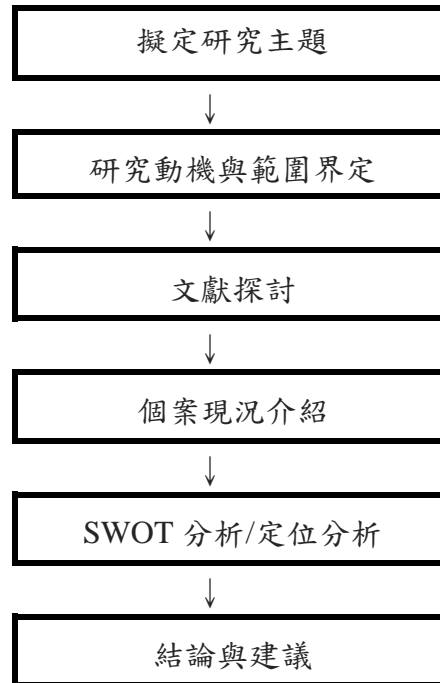 擬定研究主題
↓
研究動機與範圍界定
↓
文獻探討
↓
個案現況介紹
↓
SWOT 分析/定位分析
↓
結論與建議